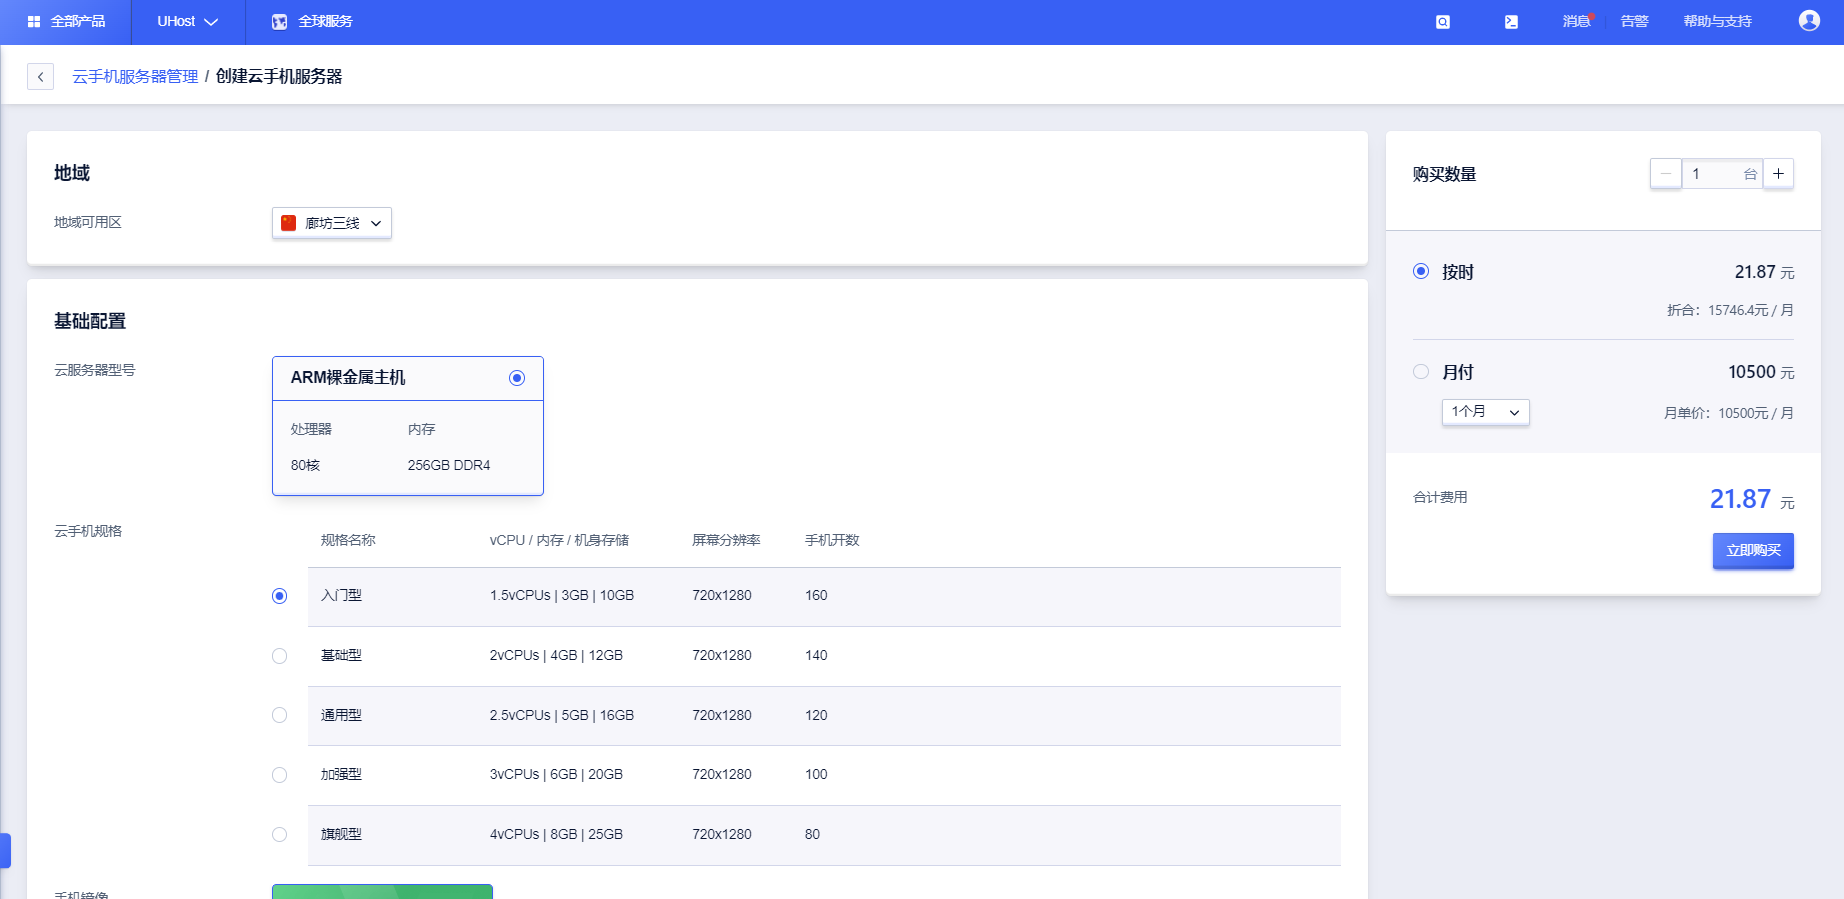 全部产品 UHost 全球服务 消息 告警 帮助与支持
云手机服务器管理 / 创建云手机服务器
地域
地域可用区 廊坊三线
基础配置
云服务器型号
ARM裸金属主机
处理器 内存
80核 256GB DDR4
云手机规格
规格名称 vCPU / 内存 / 机身存储 屏幕分辨率 手机开数
入门型 1.5vCPUs | 3GB | 10GB 720x1280 160
基础型 2vCPUs | 4GB | 12GB 720x1280 140
通用型 2.5vCPUs | 5GB | 16GB 720x1280 120
加强型 3vCPUs | 6GB | 20GB 720x1280 100
旗舰型 4vCPUs | 8GB | 25GB 720x1280 80
手机镜像
购买数量 1 台
按时 21.87 元
折合：15746.4元 / 月
月付 10500 元
1个月 月单价：10500元 / 月
合计费用 21.87 元
立即购买